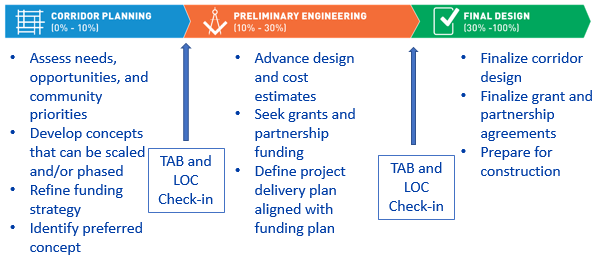 CORRIDOR PLANNING
(0% - 10%)
PRELIMINARY ENGINEERING
(10% - 30%)
FINAL DESIGN
(30% -100%)
• Assess needs,
opportunities, and
community
priorities
• Develop concepts
that can be scaled
and/or phased
• Refine funding
strategy
• Identify preferred
concept
TAB and
LOC
Check-in
• Advance design
and cost
estimates
• Seek grants and
partnership
funding
• Define project
delivery plan
aligned with
funding plan
TAB and
LOC
Check-in
• Finalize corridor
design
• Finalize grant and
partnership
agreements
• Prepare for
construction